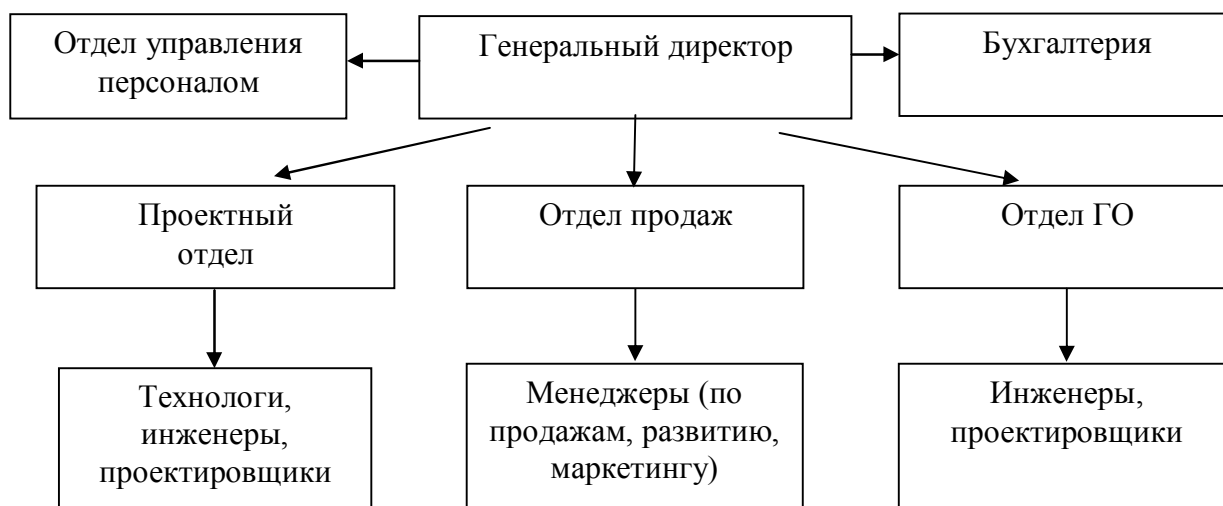 Отдел управления
персоналом
Генеральный директор
Бухгалтерия
Проектный
отдел
Отдел продаж
Отдел ГО
Технологи,
инженеры,
проектировщики
Менеджеры (по
продажам, развитию,
маркетингу)
Инженеры,
проектировщики